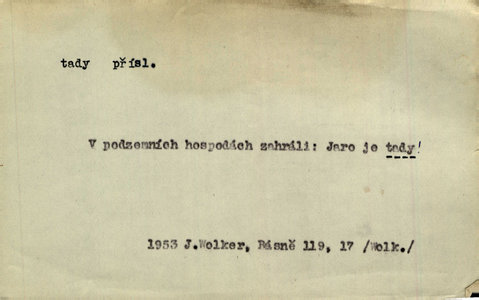 tady přísl.
V podzemních hospodách zahráli: Jaro je tady!
1953 J.Wolker, Básně 119, 17 /Wolk./